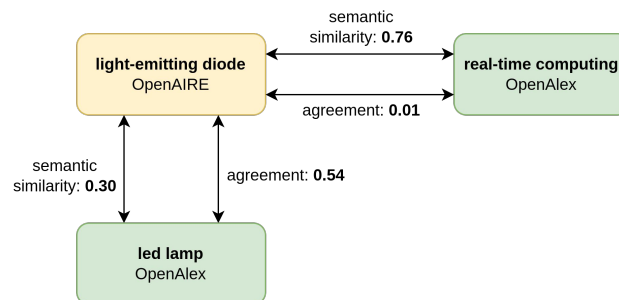 semantic
similarity: 0.76
light-emitting diode
OpenAIRE
real-time computing
OpenAlex
agreement: 0.01
semantic
similarity: 0.30
agreement: 0.54
led lamp
OpenAlex